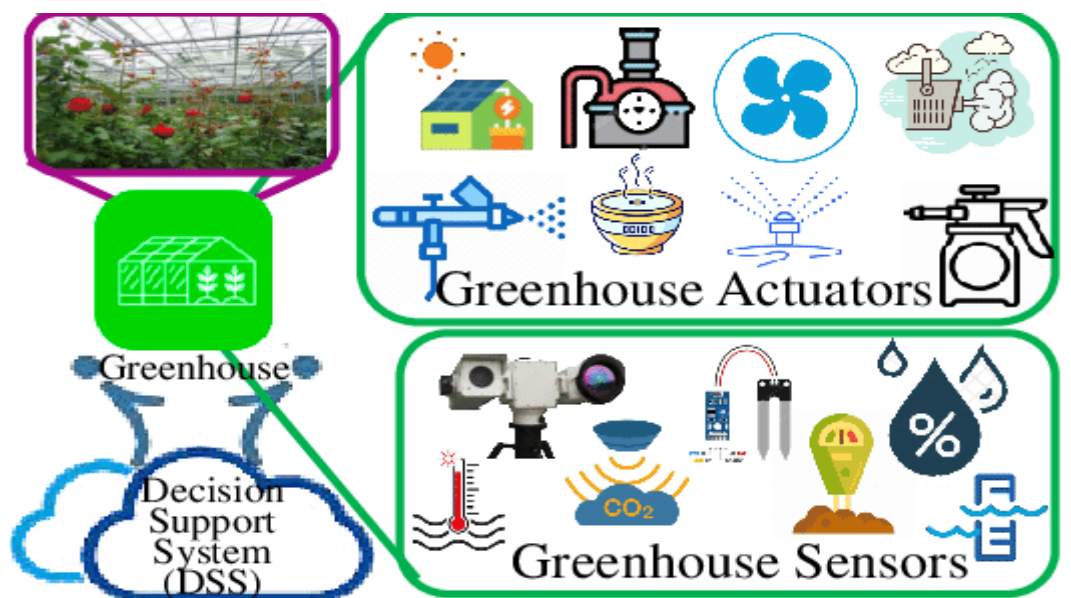 Greenhouse Actuators
Greenhouse
Decision
Support
System
(DSS)
CO2
%
Greenhouse Sensors